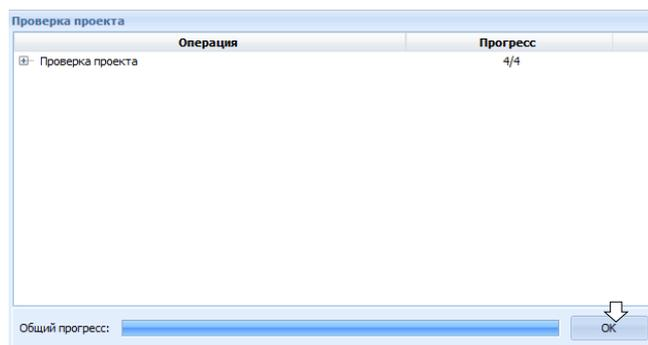 Проверка проекта
Операция Прогресс
Проверка проекта 4/4
Общий прогресс: OK